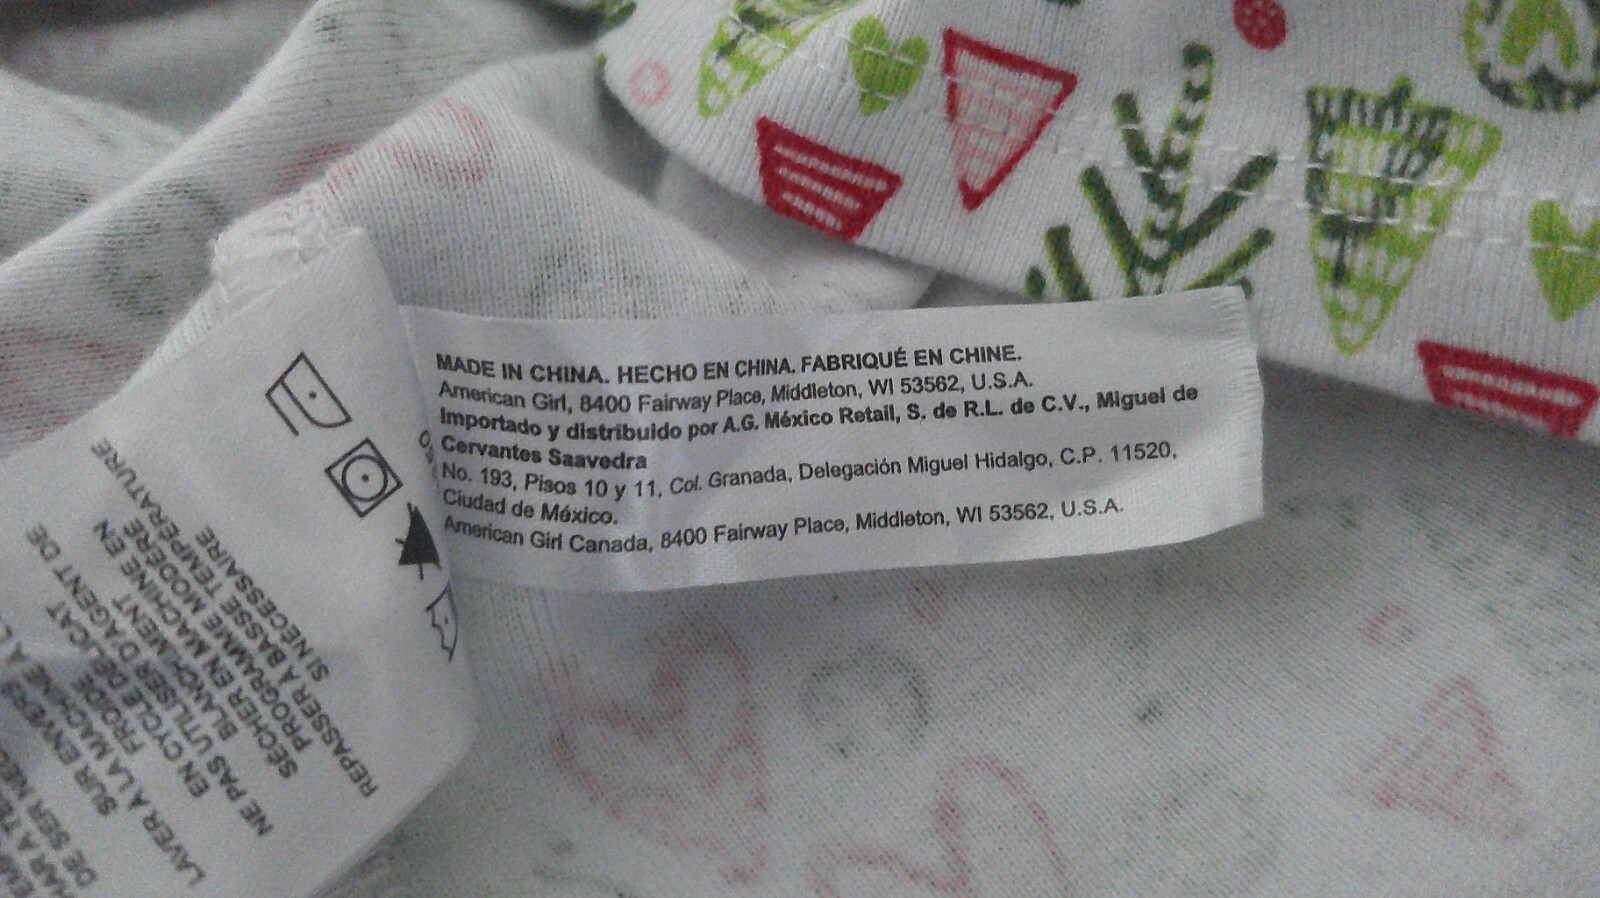 MADE IN CHINA. HECHO EN CHINA. FABRIQUÉ EN CHINE.
American Girl, 8400 Fairway Place, Middleton, WI 53562, U.S.A.
Importado y distribuido por A.G. México Retail, S. de R.L. de C.V., Miguel de
Cervantes Saavedra
No. 193, Pisos 10 y 11, Col. Granada, Delegación Miguel Hidalgo, C.P. 11520,
Ciudad de México.
American Girl Canada, 8400 Fairway Place, Middleton, WI 53562, U.S.A.
DE SER
SUR ENVERS
LAVER À LA MACHINE À
FROIDE
EN CYCLE DÉLICAT
NE PAS UTILISER D'AGENT DE
BLANCHIMENT
SÉCHER EN MACHINE EN
PROGRAMME MODÉRÉ
REPASSER À BASSE TEMPÉRATURE
SI NÉCESSAIRE